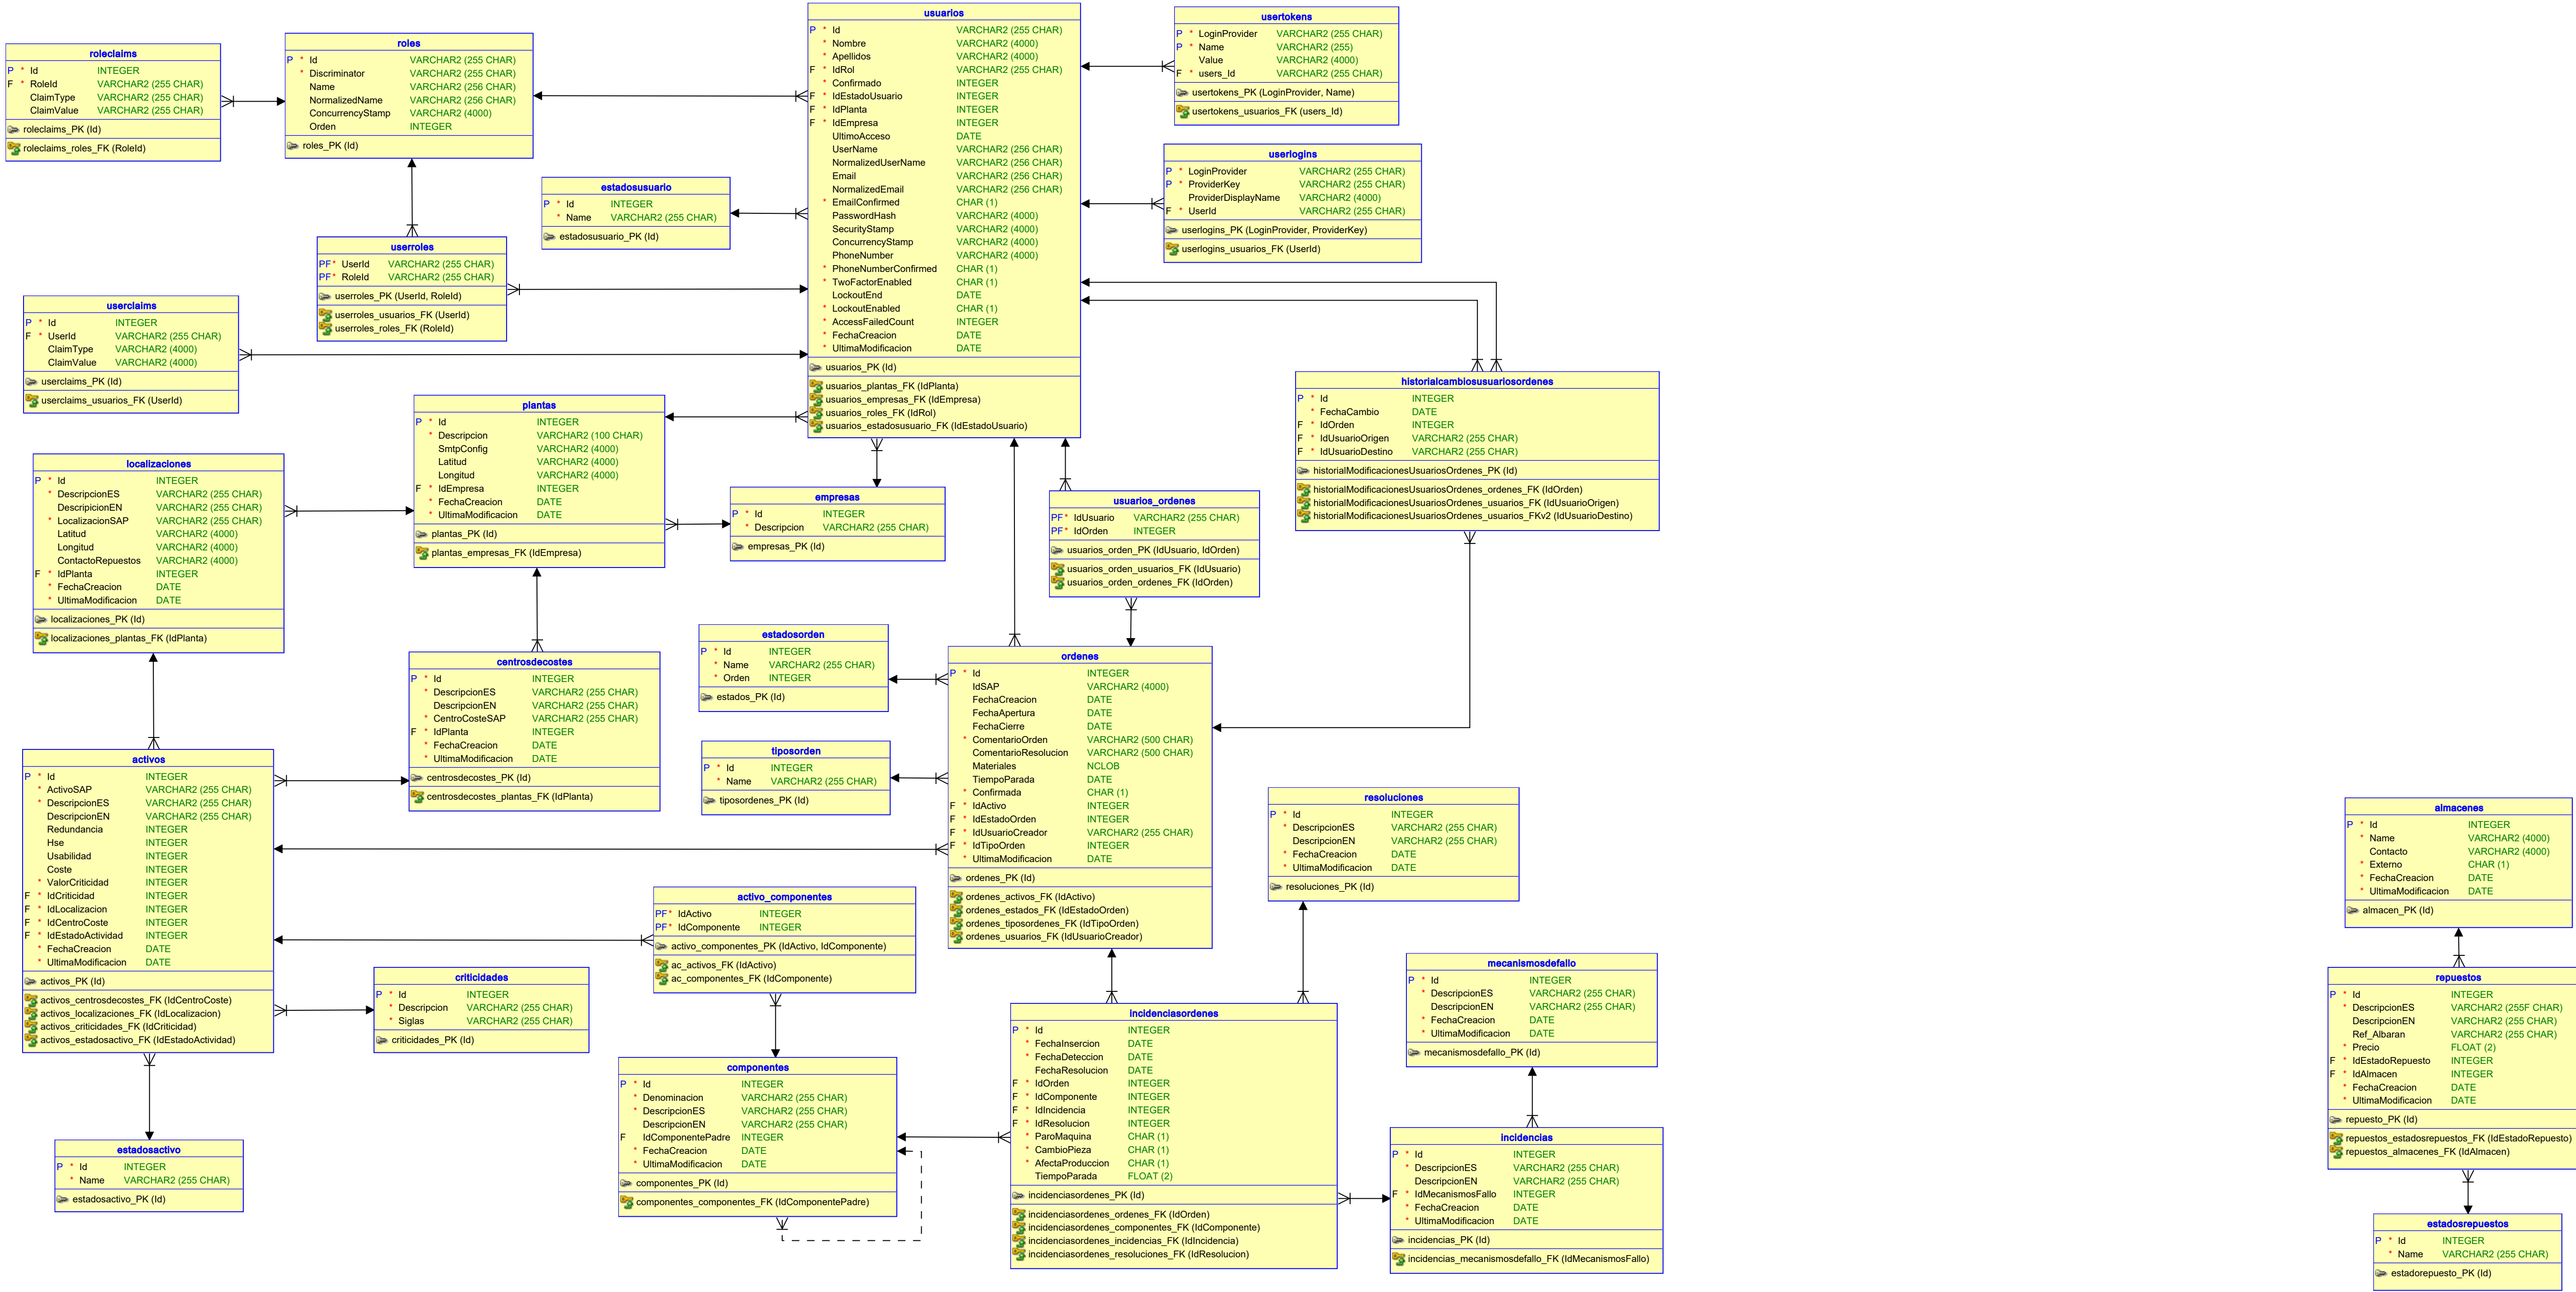 roleclaims
P * Id INTEGER
F * RoleId VARCHAR2 (255 CHAR)
ClaimType VARCHAR2 (255 CHAR)
ClaimValue VARCHAR2 (255 CHAR)
roleclaims_PK (Id)
roleclaims_roles_FK (RoleId)
roles
P * Id VARCHAR2 (255 CHAR)
* Discriminator VARCHAR2 (255 CHAR)
Name VARCHAR2 (256 CHAR)
NormalizedName VARCHAR2 (256 CHAR)
ConcurrencyStamp VARCHAR2 (4000)
Orden INTEGER
roles_PK (Id)
usuarios
P * Id VARCHAR2 (255 CHAR)
* Nombre VARCHAR2 (4000)
* Apellidos VARCHAR2 (4000)
F * IdRol VARCHAR2 (255 CHAR)
* Confirmado INTEGER
F * IdEstadoUsuario INTEGER
F * IdPlanta INTEGER
F * IdEmpresa INTEGER
UltimoAcceso DATE
UserName VARCHAR2 (256 CHAR)
NormalizedUserName VARCHAR2 (256 CHAR)
Email VARCHAR2 (256 CHAR)
NormalizedEmail VARCHAR2 (256 CHAR)
* EmailConfirmed CHAR (1)
PasswordHash VARCHAR2 (4000)
SecurityStamp VARCHAR2 (4000)
ConcurrencyStamp VARCHAR2 (4000)
PhoneNumber VARCHAR2 (4000)
* PhoneNumberConfirmed CHAR (1)
* TwoFactorEnabled CHAR (1)
LockoutEnd DATE
* LockoutEnabled CHAR (1)
* AccessFailedCount INTEGER
* FechaCreacion DATE
* UltimaModificacion DATE
usuarios_PK (Id)
usuarios_plantas_FK (IdPlanta)
usuarios_empresas_FK (IdEmpresa)
usuarios_roles_FK (IdRol)
usuarios_estadosusuario_FK (IdEstadoUsuario)
usertokens
P * LoginProvider VARCHAR2 (255 CHAR)
P * Name VARCHAR2 (255)
Value VARCHAR2 (4000)
F * users_Id VARCHAR2 (255 CHAR)
usertokens_PK (LoginProvider, Name)
usertokens_usuarios_FK (users_Id)
userlogins
P * LoginProvider VARCHAR2 (255 CHAR)
P * ProviderKey VARCHAR2 (255 CHAR)
ProviderDisplayName VARCHAR2 (4000)
F * UserId VARCHAR2 (255 CHAR)
userlogins_PK (LoginProvider, ProviderKey)
userlogins_usuarios_FK (UserId)
estadosusuario
P * Id INTEGER
* Name VARCHAR2 (255 CHAR)
estadosusuario_PK (Id)
userroles
PF* UserId VARCHAR2 (255 CHAR)
PF* RoleId VARCHAR2 (255 CHAR)
userroles_PK (UserId, RoleId)
userroles_usuarios_FK (UserId)
userroles_roles_FK (RoleId)
userclaims
P * Id INTEGER
F * UserId VARCHAR2 (255 CHAR)
ClaimType VARCHAR2 (4000)
ClaimValue VARCHAR2 (4000)
userclaims_PK (Id)
userclaims_usuarios_FK (UserId)
historialcambiosusuariosordenes
P * Id INTEGER
* FechaCambio DATE
F * IdOrden INTEGER
F * IdUsuarioOrigen VARCHAR2 (255 CHAR)
F * IdUsuarioDestino VARCHAR2 (255 CHAR)
historialModificacionesUsuariosOrdenes_PK (Id)
historialModificacionesUsuariosOrdenes_ordenes_FK (IdOrden)
historialModificacionesUsuariosOrdenes_usuarios_FK (IdUsuarioOrigen)
historialModificacionesUsuariosOrdenes_usuarios_FKv2 (IdUsuarioDestino)
plantas
P * Id INTEGER
* Descripcion VARCHAR2 (100 CHAR)
SmtpConfig VARCHAR2 (4000)
Latitud VARCHAR2 (4000)
Longitud VARCHAR2 (4000)
F * IdEmpresa INTEGER
* FechaCreacion DATE
* UltimaModificacion DATE
plantas_PK (Id)
plantas_empresas_FK (IdEmpresa)
localizaciones
P * Id INTEGER
* DescripcionES VARCHAR2 (255 CHAR)
DescripicionEN VARCHAR2 (255 CHAR)
* LocalizacionSAP VARCHAR2 (255 CHAR)
Latitud VARCHAR2 (4000)
Longitud VARCHAR2 (4000)
ContactoRepuestos VARCHAR2 (4000)
F * IdPlanta INTEGER
* FechaCreacion DATE
* UltimaModificacion DATE
localizaciones_PK (Id)
localizaciones_plantas_FK (IdPlanta)
empresas
P * Id INTEGER
* Descripcion VARCHAR2 (255 CHAR)
empresas_PK (Id)
usuarios_ordenes
PF* IdUsuario VARCHAR2 (255 CHAR)
PF* IdOrden INTEGER
usuarios_orden_PK (IdUsuario, IdOrden)
usuarios_orden_usuarios_FK (IdUsuario)
usuarios_orden_ordenes_FK (IdOrden)
centrosdecostes
P * Id INTEGER
* DescripcionES VARCHAR2 (255 CHAR)
DescripcionEN VARCHAR2 (255 CHAR)
* CentroCosteSAP VARCHAR2 (255 CHAR)
F * IdPlanta INTEGER
* FechaCreacion DATE
* UltimaModificacion DATE
centrosdecostes_PK (Id)
centrosdecostes_plantas_FK (IdPlanta)
estadosorden
P * Id INTEGER
* Name VARCHAR2 (255 CHAR)
* Orden INTEGER
estados_PK (Id)
tiposorden
P * Id INTEGER
* Name VARCHAR2 (255 CHAR)
tiposordenes_PK (Id)
ordenes
P * Id INTEGER
IdSAP VARCHAR2 (4000)
FechaCreacion DATE
FechaApertura DATE
FechaCierre DATE
* ComentarioOrden VARCHAR2 (500 CHAR)
ComentarioResolucion VARCHAR2 (500 CHAR)
Materiales NCLOB
TiempoParada DATE
* Confirmada CHAR (1)
F * IdActivo INTEGER
F * IdEstadoOrden INTEGER
F * IdUsuarioCreador VARCHAR2 (255 CHAR)
F * IdTipoOrden INTEGER
* UltimaModificacion DATE
ordenes_PK (Id)
ordenes_activos_FK (IdActivo)
ordenes_estados_FK (IdEstadoOrden)
ordenes_tiposordenes_FK (IdTipoOrden)
ordenes_usuarios_FK (IdUsuarioCreador)
activos
P * Id INTEGER
* ActivoSAP VARCHAR2 (255 CHAR)
* DescripcionES VARCHAR2 (255 CHAR)
DescripcionEN VARCHAR2 (255 CHAR)
Redundancia INTEGER
Hse INTEGER
Usabilidad INTEGER
Coste INTEGER
* ValorCriticidad INTEGER
F * IdCriticidad INTEGER
F * IdLocalizacion INTEGER
F * IdCentroCoste INTEGER
F * IdEstadoActividad INTEGER
* FechaCreacion DATE
* UltimaModificacion DATE
activos_PK (Id)
activos_centrosdecostes_FK (IdCentroCoste)
activos_localizaciones_FK (IdLocalizacion)
activos_criticidades_FK (IdCriticidad)
activos_estadosactivo_FK (IdEstadoActividad)
resoluciones
P * Id INTEGER
* DescripcionES VARCHAR2 (255 CHAR)
DescripcionEN VARCHAR2 (255 CHAR)
* FechaCreacion DATE
* UltimaModificacion DATE
resoluciones_PK (Id)
almacenes
P * Id INTEGER
* Name VARCHAR2 (4000)
Contacto VARCHAR2 (4000)
* Externo CHAR (1)
* FechaCreacion DATE
* UltimaModificacion DATE
almacen_PK (Id)
activo_componentes
PF* IdActivo INTEGER
PF* IdComponente INTEGER
activo_componentes_PK (IdActivo, IdComponente)
ac_activos_FK (IdActivo)
ac_componentes_FK (IdComponente)
criticidades
P * Id INTEGER
* Descripcion VARCHAR2 (255 CHAR)
* Siglas VARCHAR2 (255 CHAR)
criticidades_PK (Id)
mecanismosdefallo
P * Id INTEGER
* DescripcionES VARCHAR2 (255 CHAR)
DescripcionEN VARCHAR2 (255 CHAR)
* FechaCreacion DATE
* UltimaModificacion DATE
mecanismosdefallo_PK (Id)
repuestos
P * Id INTEGER
* DescripcionES VARCHAR2 (255F CHAR)
DescripcionEN VARCHAR2 (255 CHAR)
Ref_Albaran VARCHAR2 (255 CHAR)
* Precio FLOAT (2)
F * IdEstadoRepuesto INTEGER
F * IdAlmacen INTEGER
* FechaCreacion DATE
* UltimaModificacion DATE
repuesto_PK (Id)
repuestos_estadosrepuestos_FK (IdEstadoRepuesto)
repuestos_almacenes_FK (IdAlmacen)
incidenciasordenes
P * Id INTEGER
* FechaInsercion DATE
* FechaDeteccion DATE
FechaResolucion DATE
F * IdOrden INTEGER
F * IdComponente INTEGER
F * IdIncidencia INTEGER
F * IdResolucion INTEGER
* ParoMaquina CHAR (1)
* CambioPieza CHAR (1)
* AfectaProduccion CHAR (1)
TiempoParada FLOAT (2)
incidenciasordenes_PK (Id)
incidenciasordenes_ordenes_FK (IdOrden)
incidenciasordenes_componentes_FK (IdComponente)
incidenciasordenes_incidencias_FK (IdIncidencia)
incidenciasordenes_resoluciones_FK (IdResolucion)
componentes
P * Id INTEGER
* Denominacion VARCHAR2 (255 CHAR)
* DescripcionES VARCHAR2 (255 CHAR)
DescripcionEN VARCHAR2 (255 CHAR)
F IdComponentePadre INTEGER
* FechaCreacion DATE
* UltimaModificacion DATE
componentes_PK (Id)
componentes_componentes_FK (IdComponentePadre)
incidencias
P * Id INTEGER
* DescripcionES VARCHAR2 (255 CHAR)
DescripcionEN VARCHAR2 (255 CHAR)
F * IdMecanismosFallo INTEGER
* FechaCreacion DATE
* UltimaModificacion DATE
incidencias_PK (Id)
incidencias_mecanismosdefallo_FK (IdMecanismosFallo)
estadosactivo
P * Id INTEGER
* Name VARCHAR2 (255 CHAR)
estadosactivo_PK (Id)
estadosrepuestos
P * Id INTEGER
* Name VARCHAR2 (255 CHAR)
estadorepuesto_PK (Id)